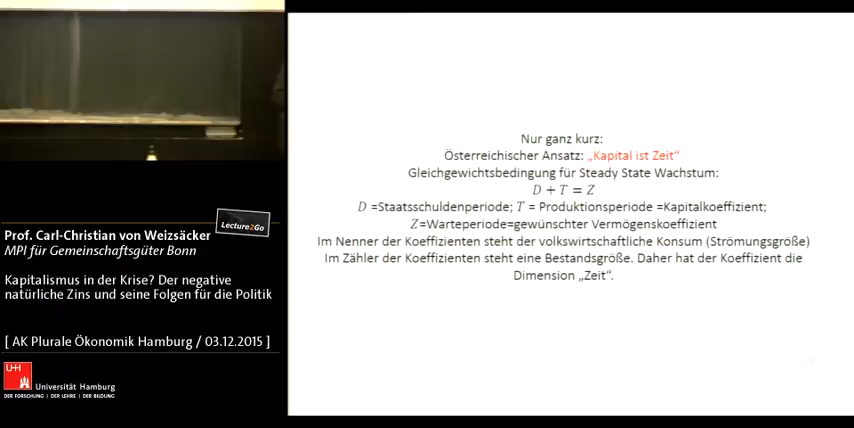 Nur ganz kurz:
Österreichischer Ansatz: „Kapital ist Zeit“
Gleichgewichtsbedingung für Steady State Wachstum:
D + T = Z
D =Staatsschuldenperiode; T = Produktionsperiode =Kapitalkoeffizient;
Z=Warteperiode=gewünschter Vermögenskoeffizient
Im Nenner der Koeffizienten steht der volkswirtschaftliche Konsum (Strömungsgröße)
Im Zähler der Koeffizienten steht eine Bestandsgröße. Daher hat der Koeffizient die
Dimension „Zeit“.
Lecture2Go
Prof. Carl-Christian von Weizsäcker
MPI für Gemeinschaftsgüter Bonn
Kapitalismus in der Krise? Der negative
natürliche Zins und seine Folgen für die Politik
[ AK Plurale Ökonomik Hamburg / 03.12.2015 ]
UH
Universität Hamburg
DER FORSCHUNG | DER LEHRE | DER BILDUNG